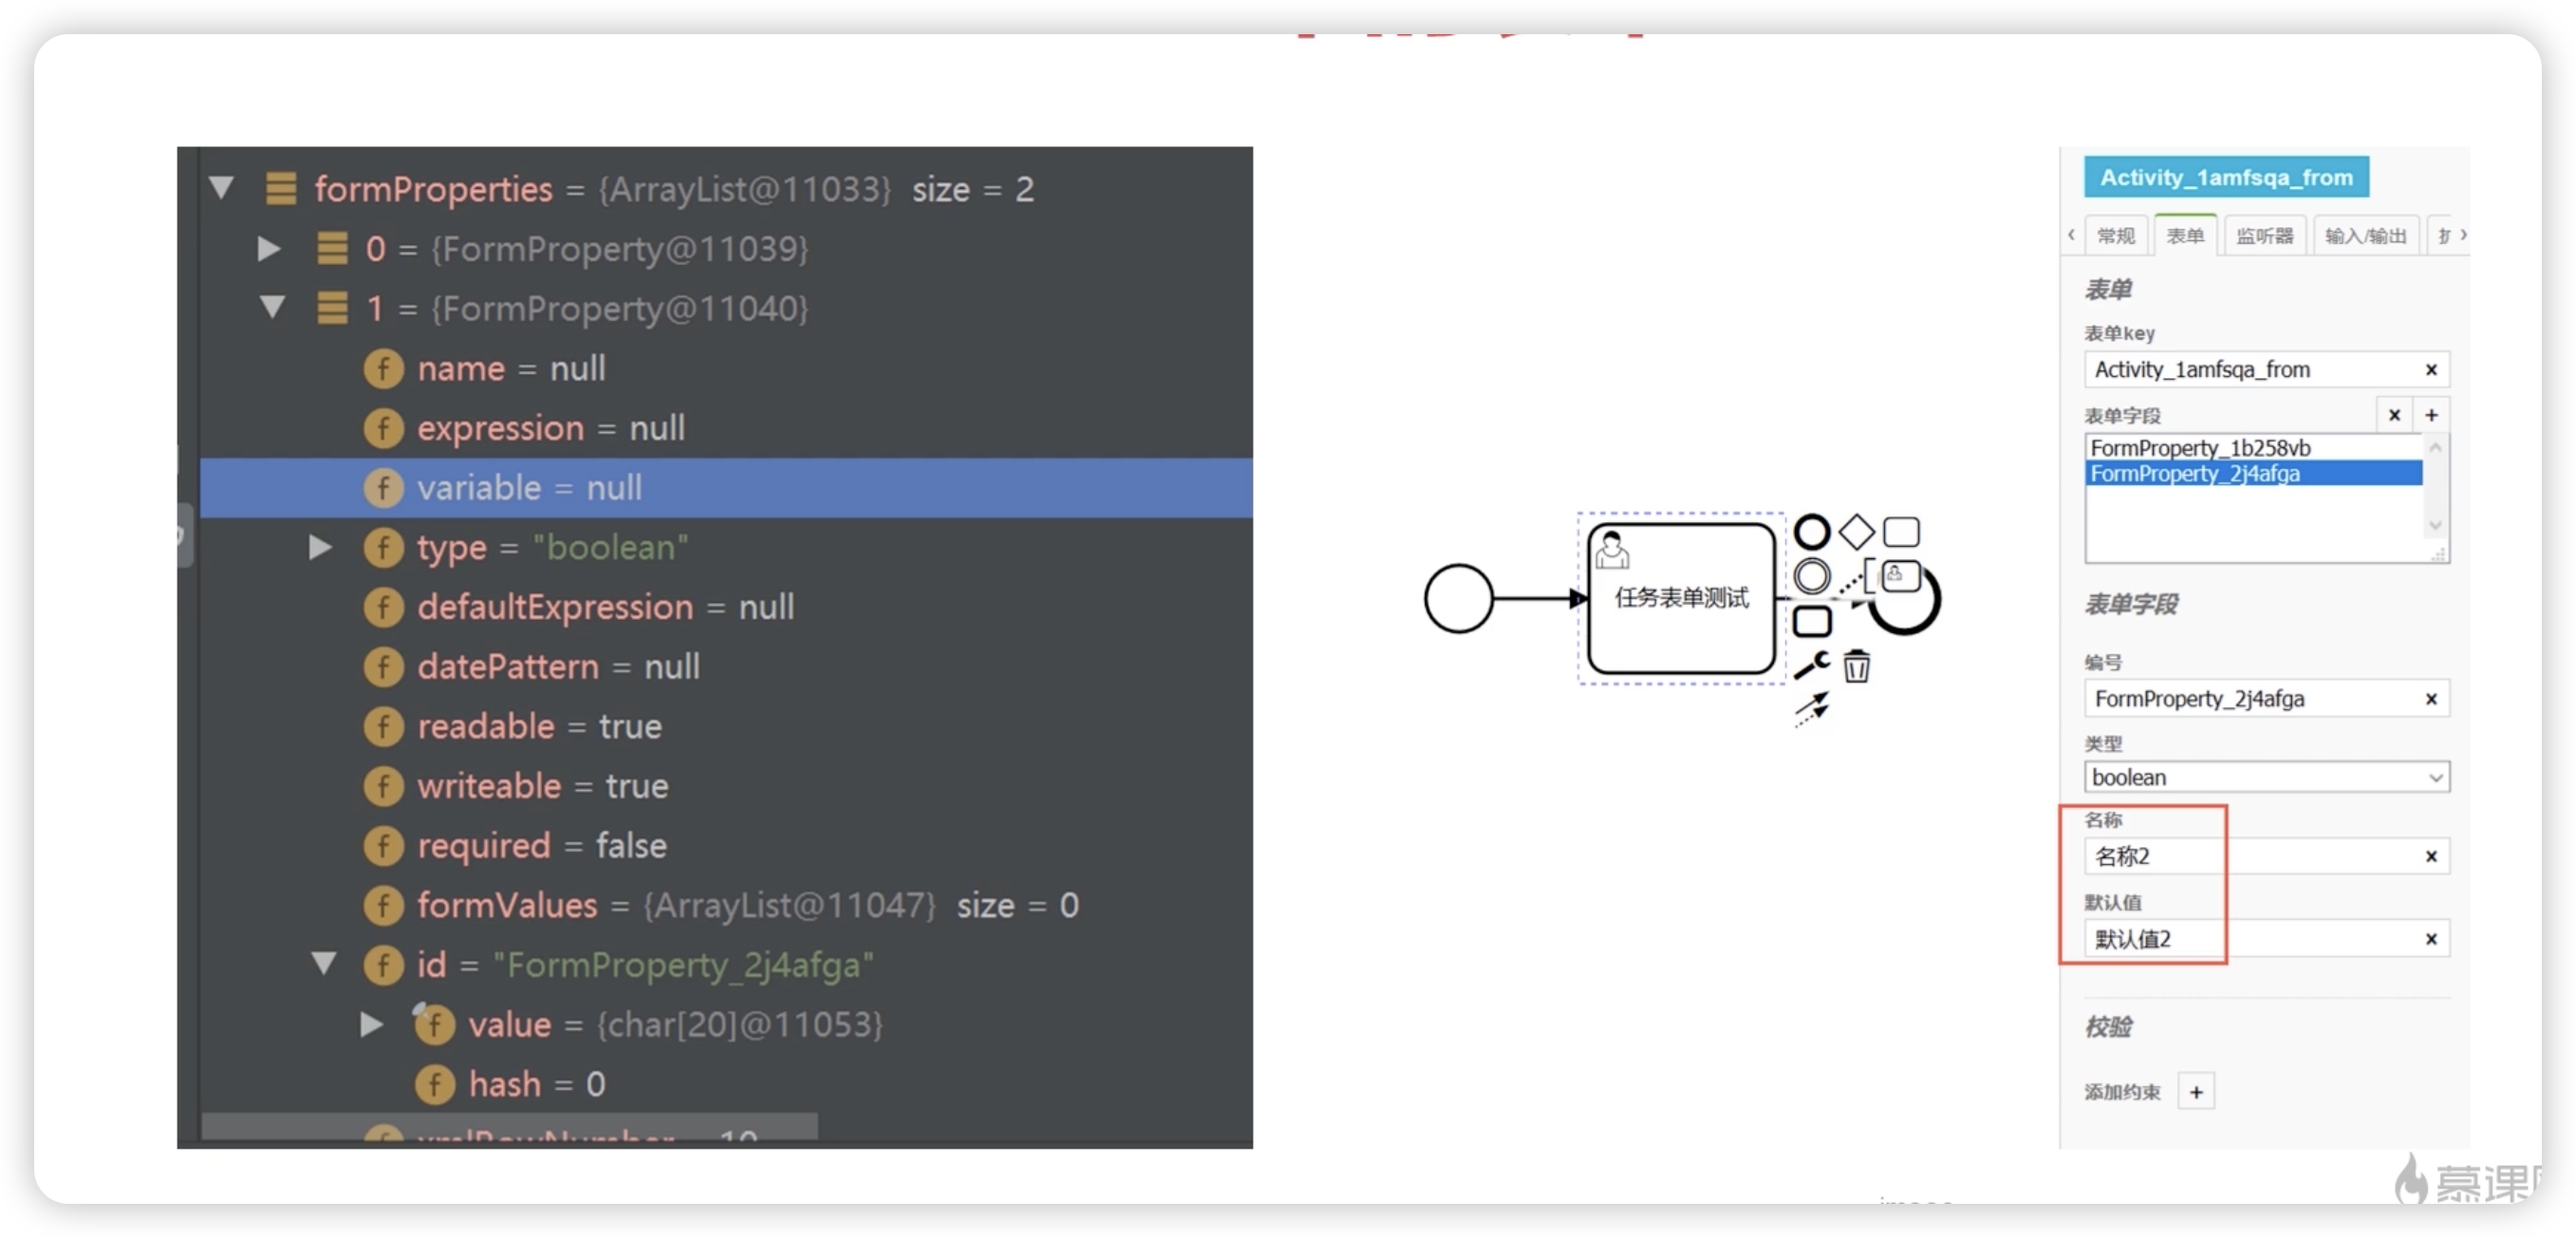 formProperties = {ArrayList@11033} size = 2
0 = {FormProperty@11039}
1 = {FormProperty@11040}
name = null
expression = null
variable = null
type = "boolean"
defaultExpression = null
datePattern = null
readable = true
writeable = true
required = false
formValues = {ArrayList@11047} size = 0
id = "FormProperty_2j4afga"
value = {char[20]@11053}
hash = 0
任务表单测试
Activity_1amfsqa_from
常规 表单 监听器 输入/输出
表单
表单key
Activity_1amfsqa_from
表单字段
FormProperty_1b258vb
FormProperty_2j4afga
表单字段
编号
FormProperty_2j4afga
类型
boolean
名称
名称2
默认值
默认值2
校验
添加约束 +
慕课